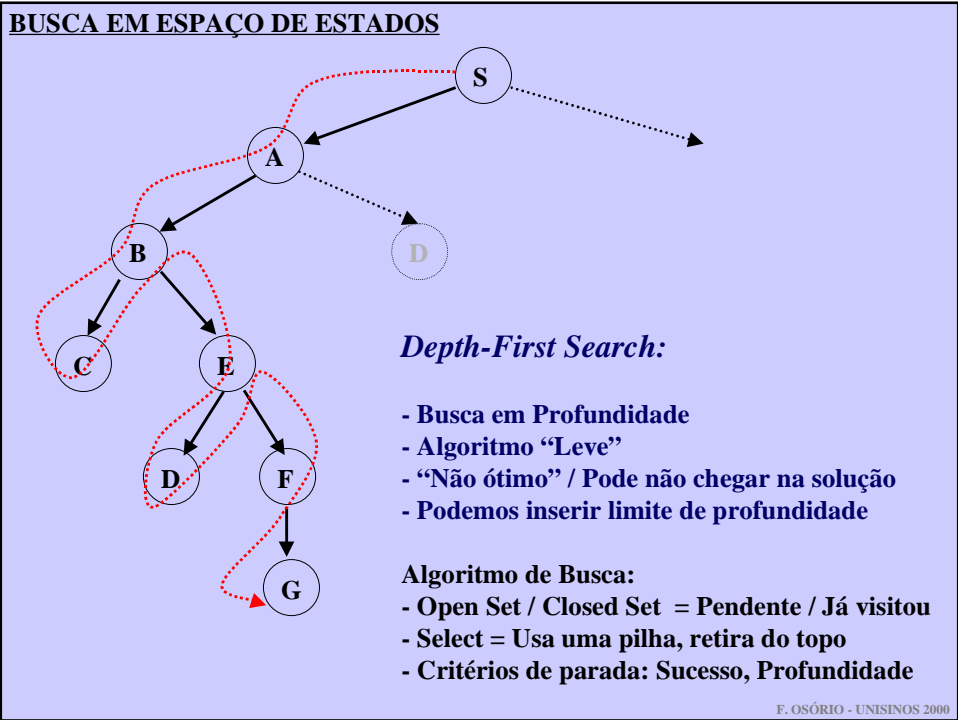 BUSCA EM ESPAÇO DE ESTADOS
S
A
B
D
C
E
D
F
G
Depth-First Search:
- Busca em Profundidade
- Algoritmo “Leve”
- “Não ótimo” / Pode não chegar na solução
- Podemos inserir limite de profundidade
Algoritmo de Busca:
- Open Set / Closed Set = Pendente / Já visitou
- Select = Usa uma pilha, retira do topo
- Critérios de parada: Sucesso, Profundidade
F. OSÓRIO - UNISINOS 2000